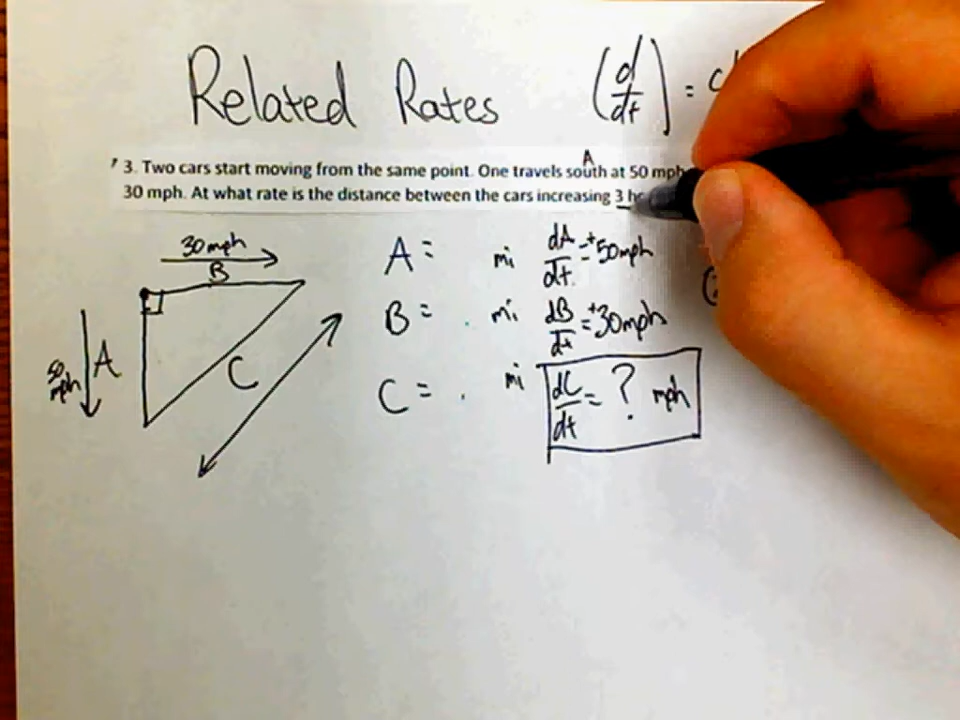 Related Rates (d/dt) =
A
3. Two cars start moving from the same point. One travels south at 50 mph
30 mph. At what rate is the distance between the cars increasing 3
30 mph
B
A = mi dA/dt = +50mph
B = mi dB/dt = +30mph
50 mph A
C
C = mi dC/dt = ? mph